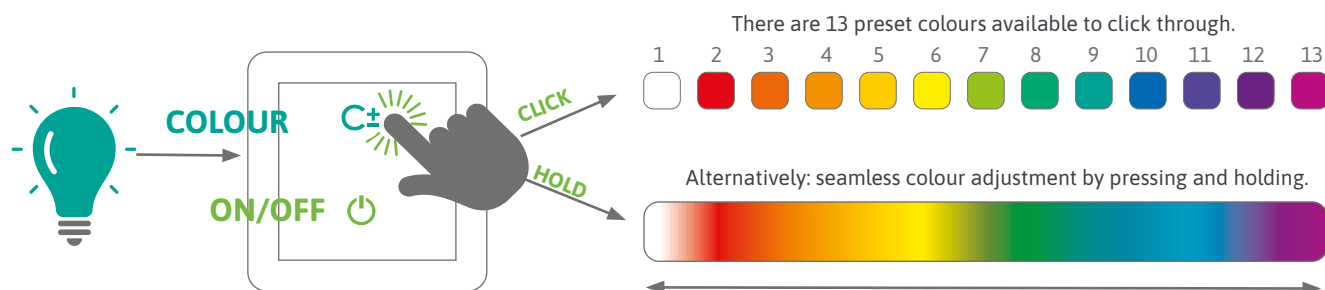 There are 13 preset colours available to click through.
1 2 3 4 5 6 7 8 9 10 11 12 13
COLOUR
C±
CLICK
HOLD
Alternatively: seamless colour adjustment by pressing and holding.
ON/OFF